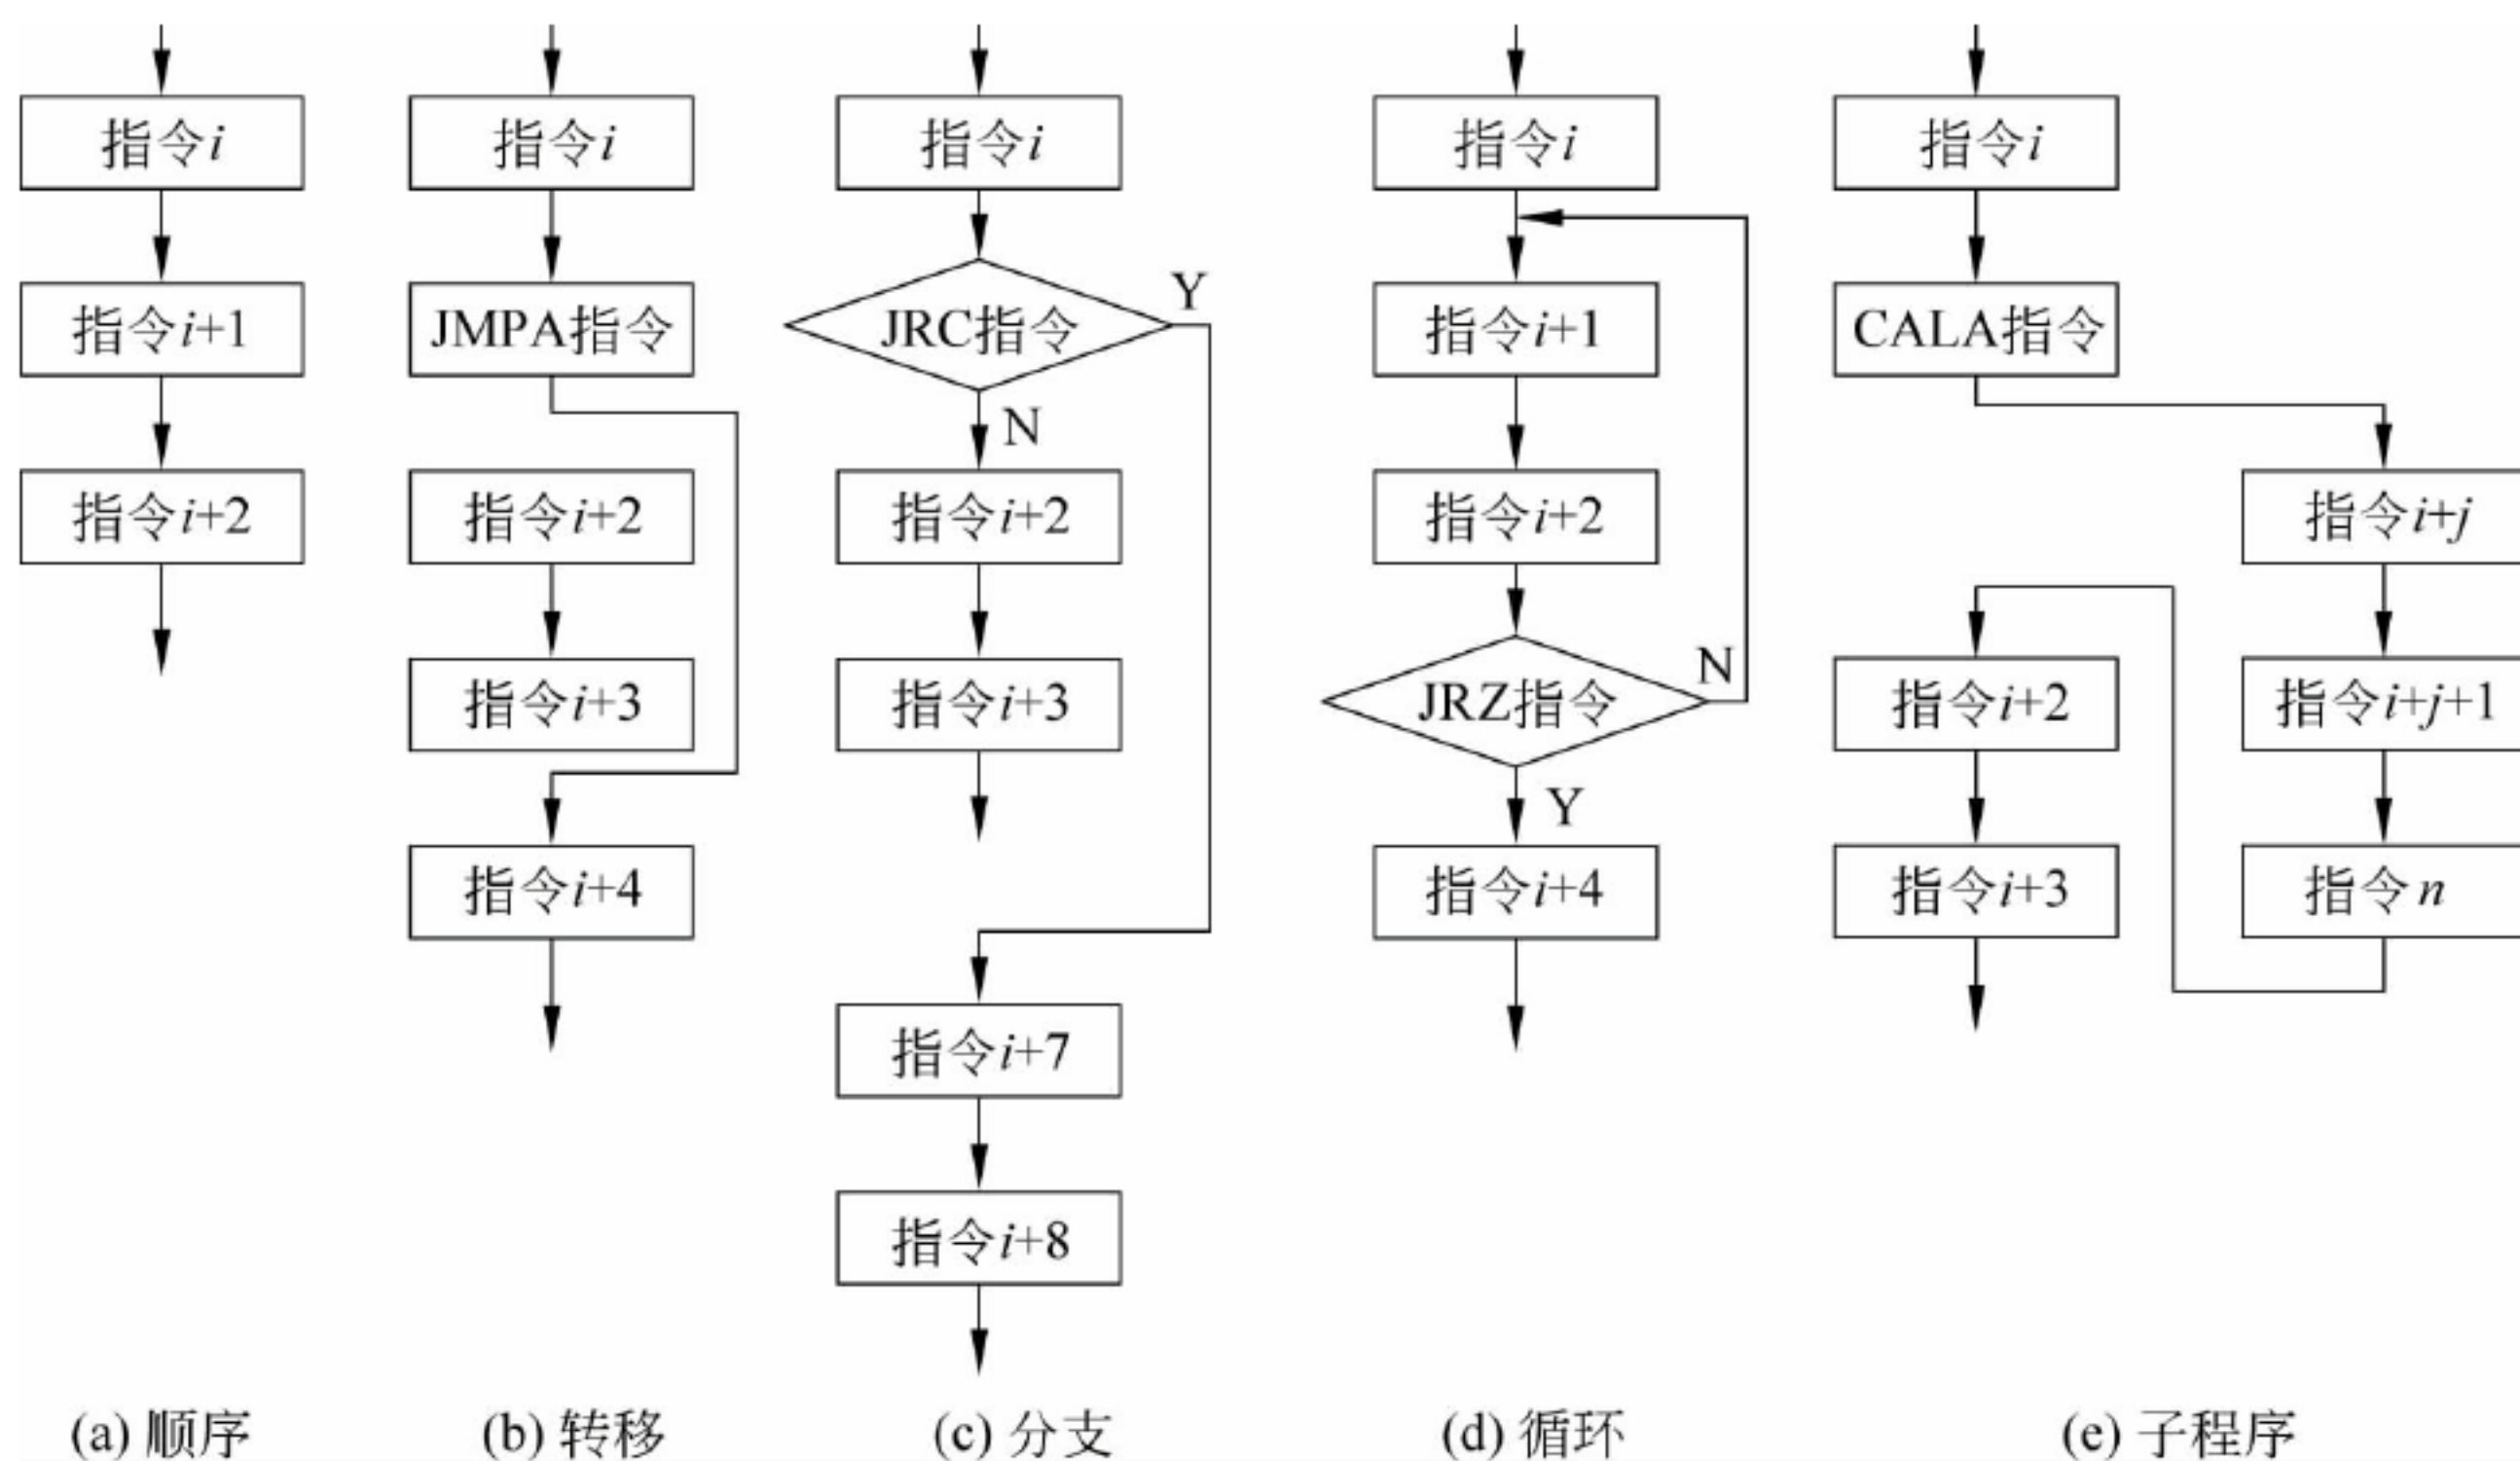 指令i
指令i+1
指令i+2
(a) 顺序
指令i
JMPA指令
指令i+2
指令i+3
指令i+4
(b) 转移
指令i
JRC指令
Y
N
指令i+2
指令i+3
指令i+7
指令i+8
(c) 分支
指令i
指令i+1
指令i+2
JRZ指令
N
Y
指令i+4
(d) 循环
指令i
CALA指令
指令i+j
指令i+j+1
指令n
指令i+2
指令i+3
(e) 子程序